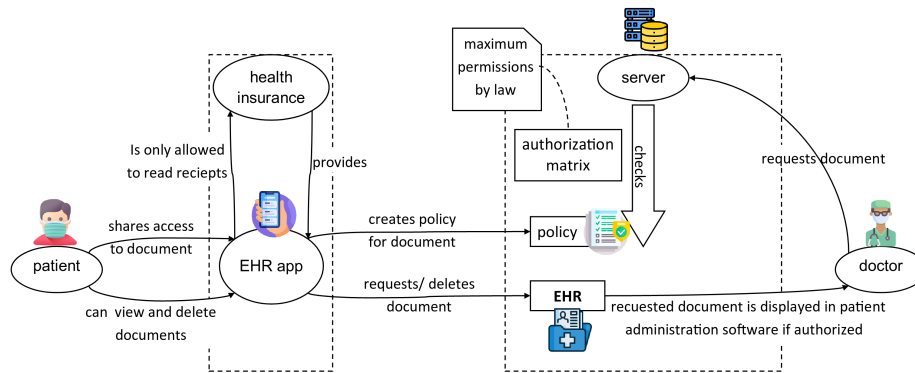 maximum
permissions
by law
server
health
insurance
authorization
matrix
checks
Is only allowed
to read reciepts
provides
requests document
shares access
to document
creates policy
for document
policy
patient
EHR app
doctor
can view and delete
documents
requests/ deletes
document
EHR
recuested document is displayed in patient
administration software if authorized